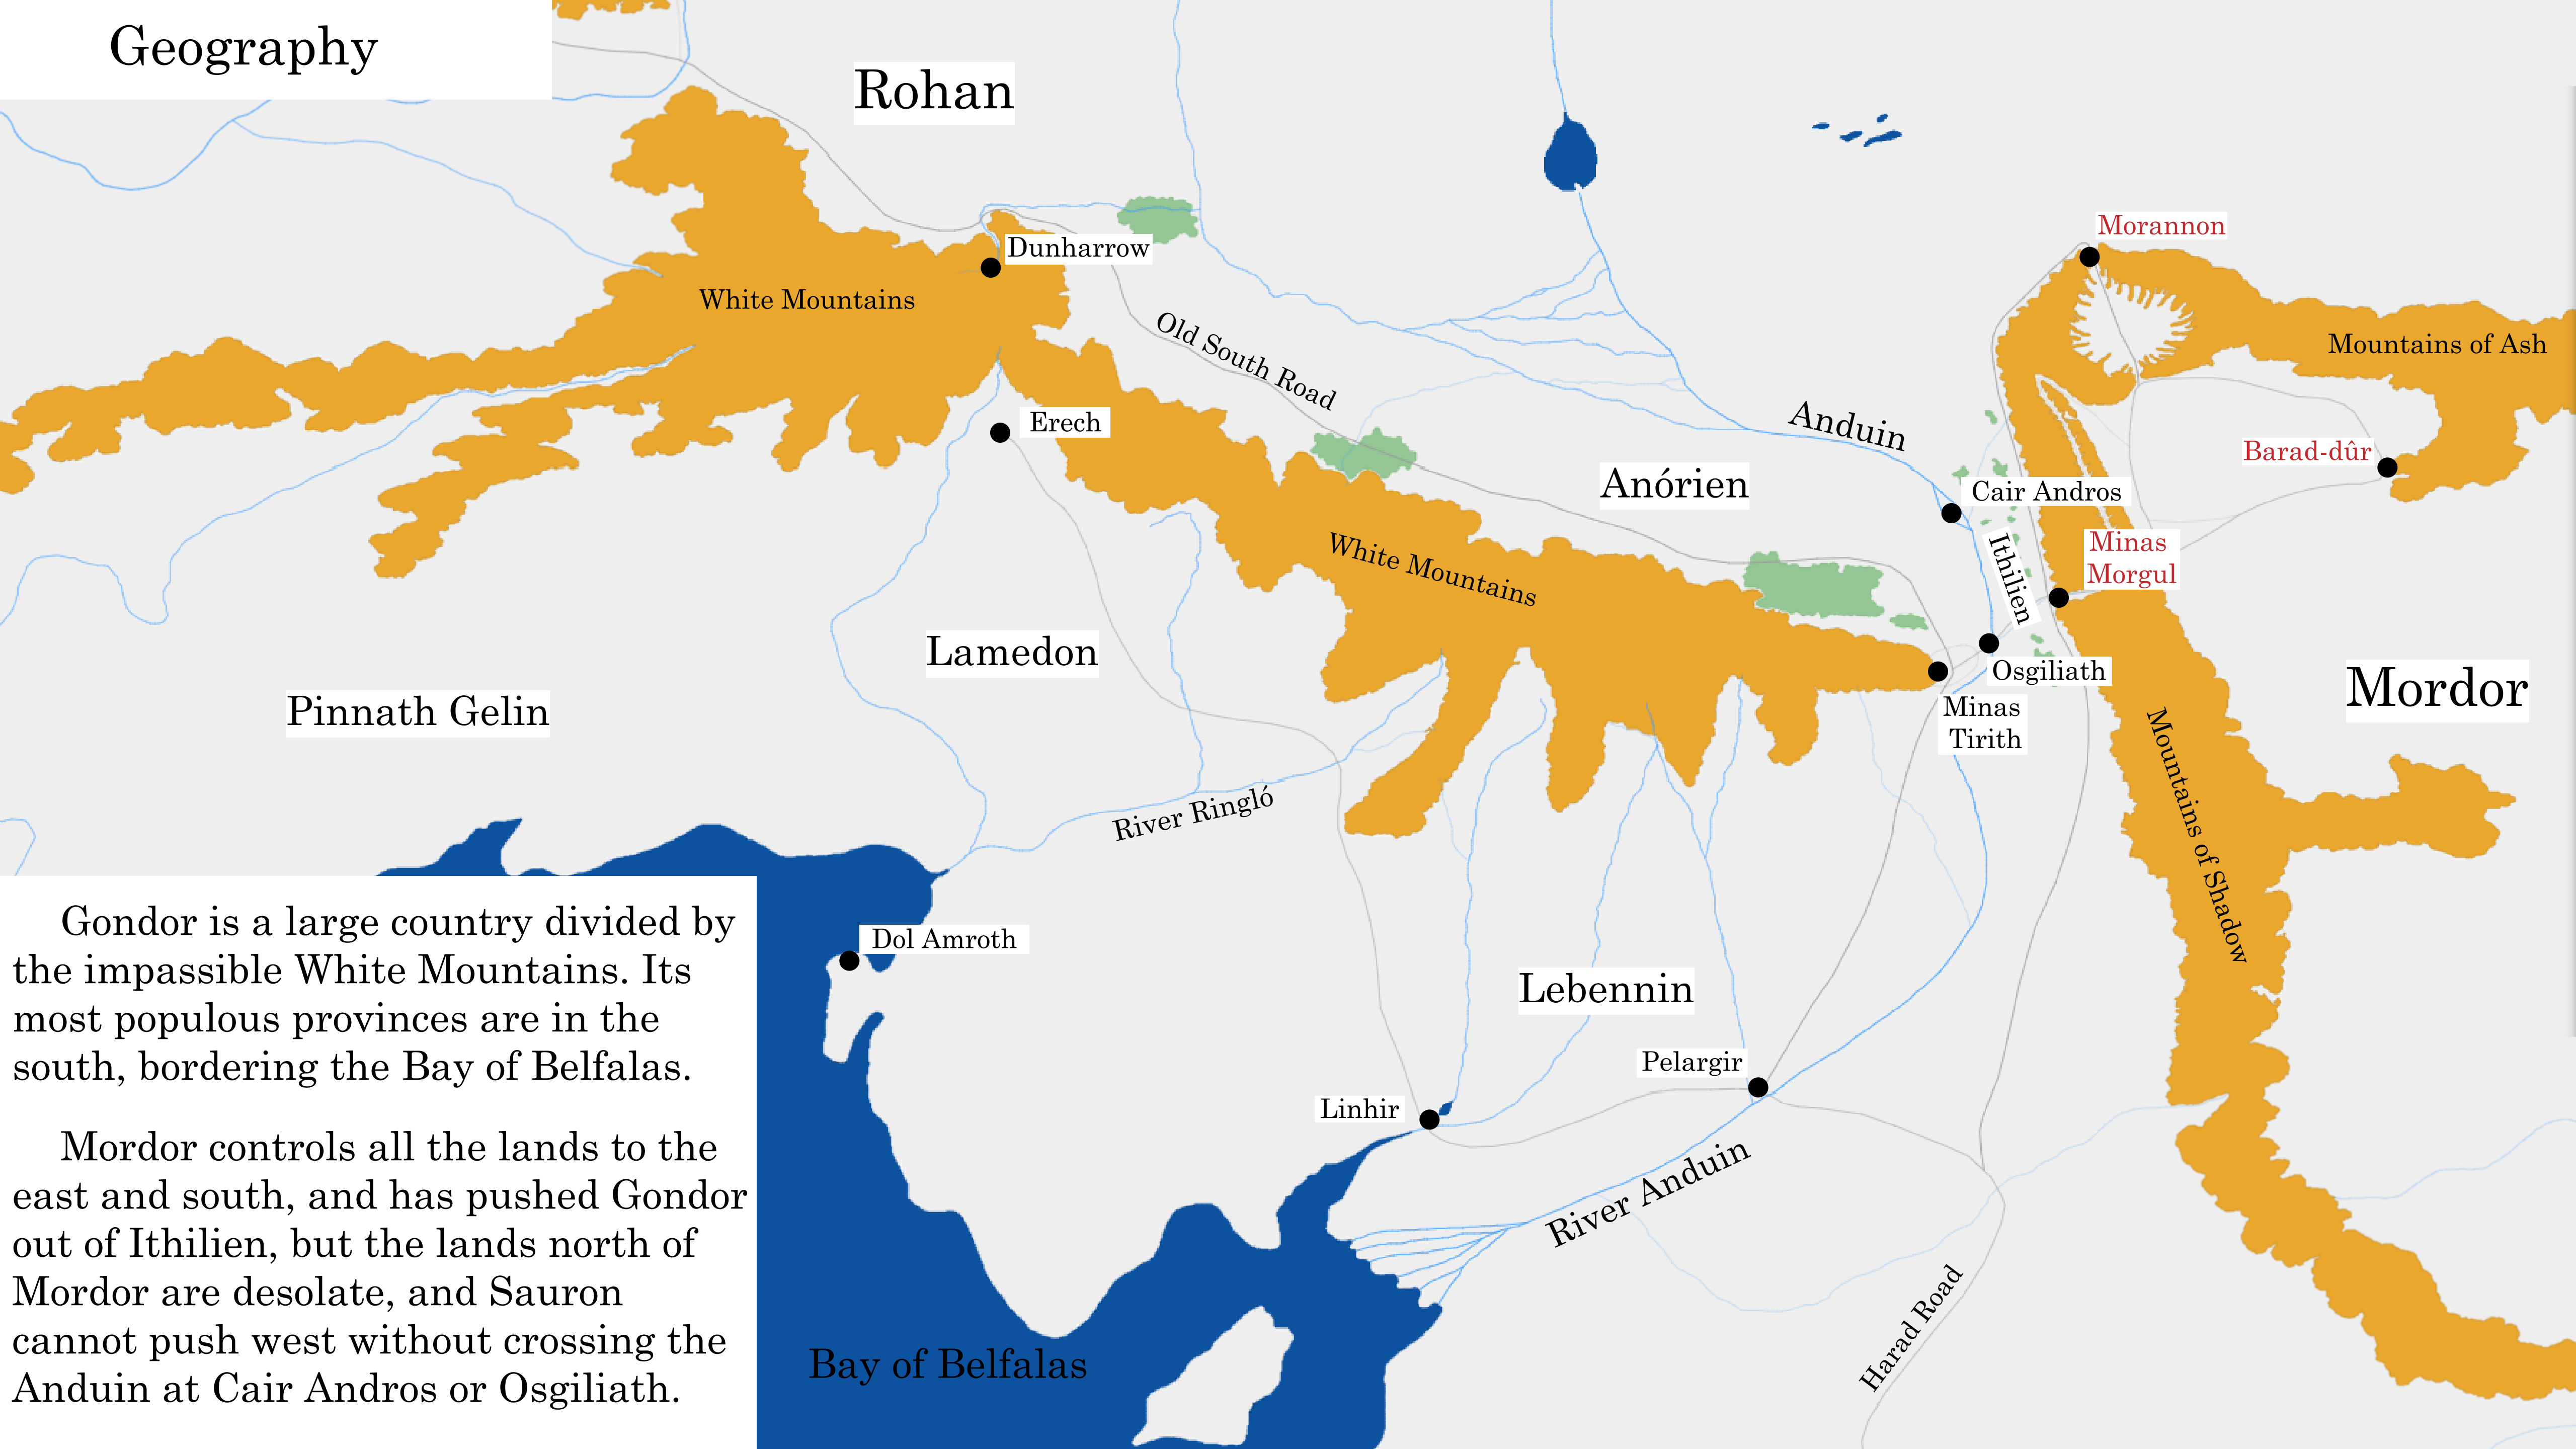 Geography
Rohan
Morannon
Dunharrow
White Mountains
Old South Road
Mountains of Ash
Erech
Anduin
Barad-dûr
Anórien
Cair Andros
White Mountains
Ithilien
Minas
Morgul
Lamedon
Osgiliath
Mordor
Pinnath Gelin
Minas
Tirith
River Ringló
Mountains of Shadow
Gondor is a large country divided by
the impassible White Mountains. Its
most populous provinces are in the
south, bordering the Bay of Belfalas.
Mordor controls all the lands to the
east and south, and has pushed Gondor
out of Ithilien, but the lands north of
Mordor are desolate, and Sauron
cannot push west without crossing the
Anduin at Cair Andros or Osgiliath.
Dol Amroth
Lebennin
Pelargir
Linhir
River Anduin
Harad Road
Bay of Belfalas